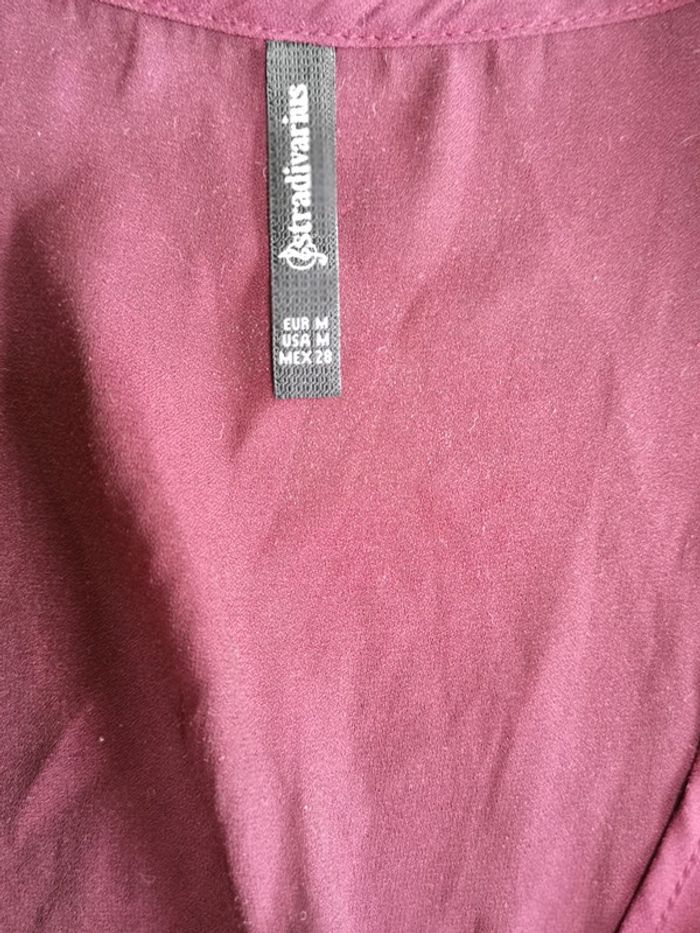 stradivarius
EUR M
USA M
MEX 28